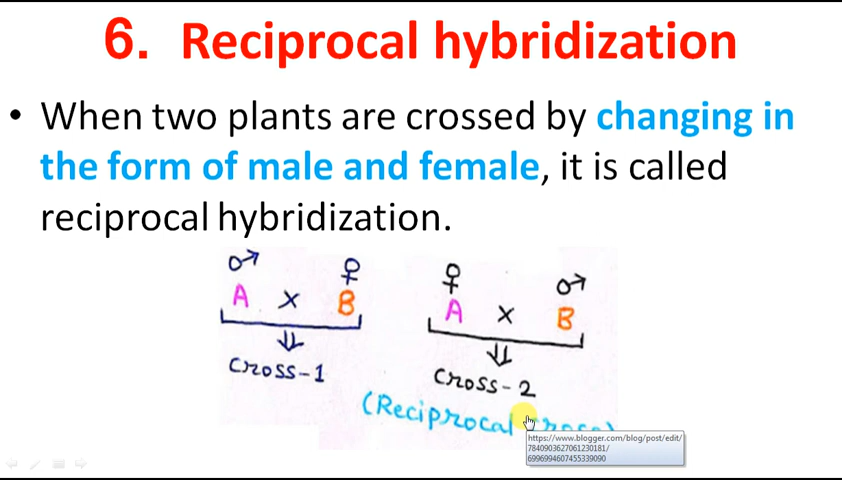 6. Reciprocal hybridization
• When two plants are crossed by changing in
the form of male and female, it is called
reciprocal hybridization.
♂ ♀ ♀ ♂
A × B A × B
⇓ ⇓
Cross-1 Cross-2
(Reciprocal
https://www.blogger.com/blog/post/edit/
7840903627061230181/
6996994607455339090